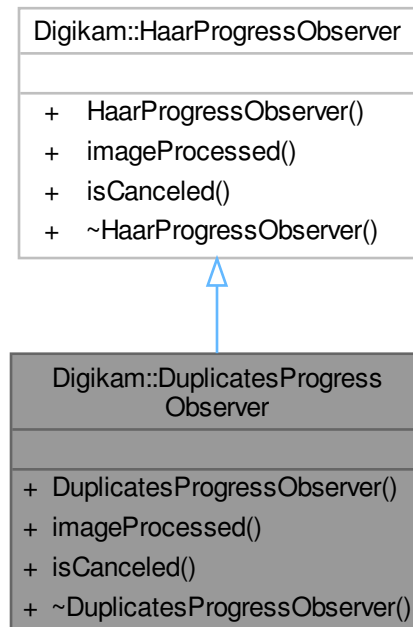 Digikam::HaarProgressObserver
+ HaarProgressObserver()
+ imageProcessed()
+ isCanceled()
+ ~HaarProgressObserver()
Digikam::DuplicatesProgress
Observer
+ DuplicatesProgressObserver()
+ imageProcessed()
+ isCanceled()
+ ~DuplicatesProgressObserver()